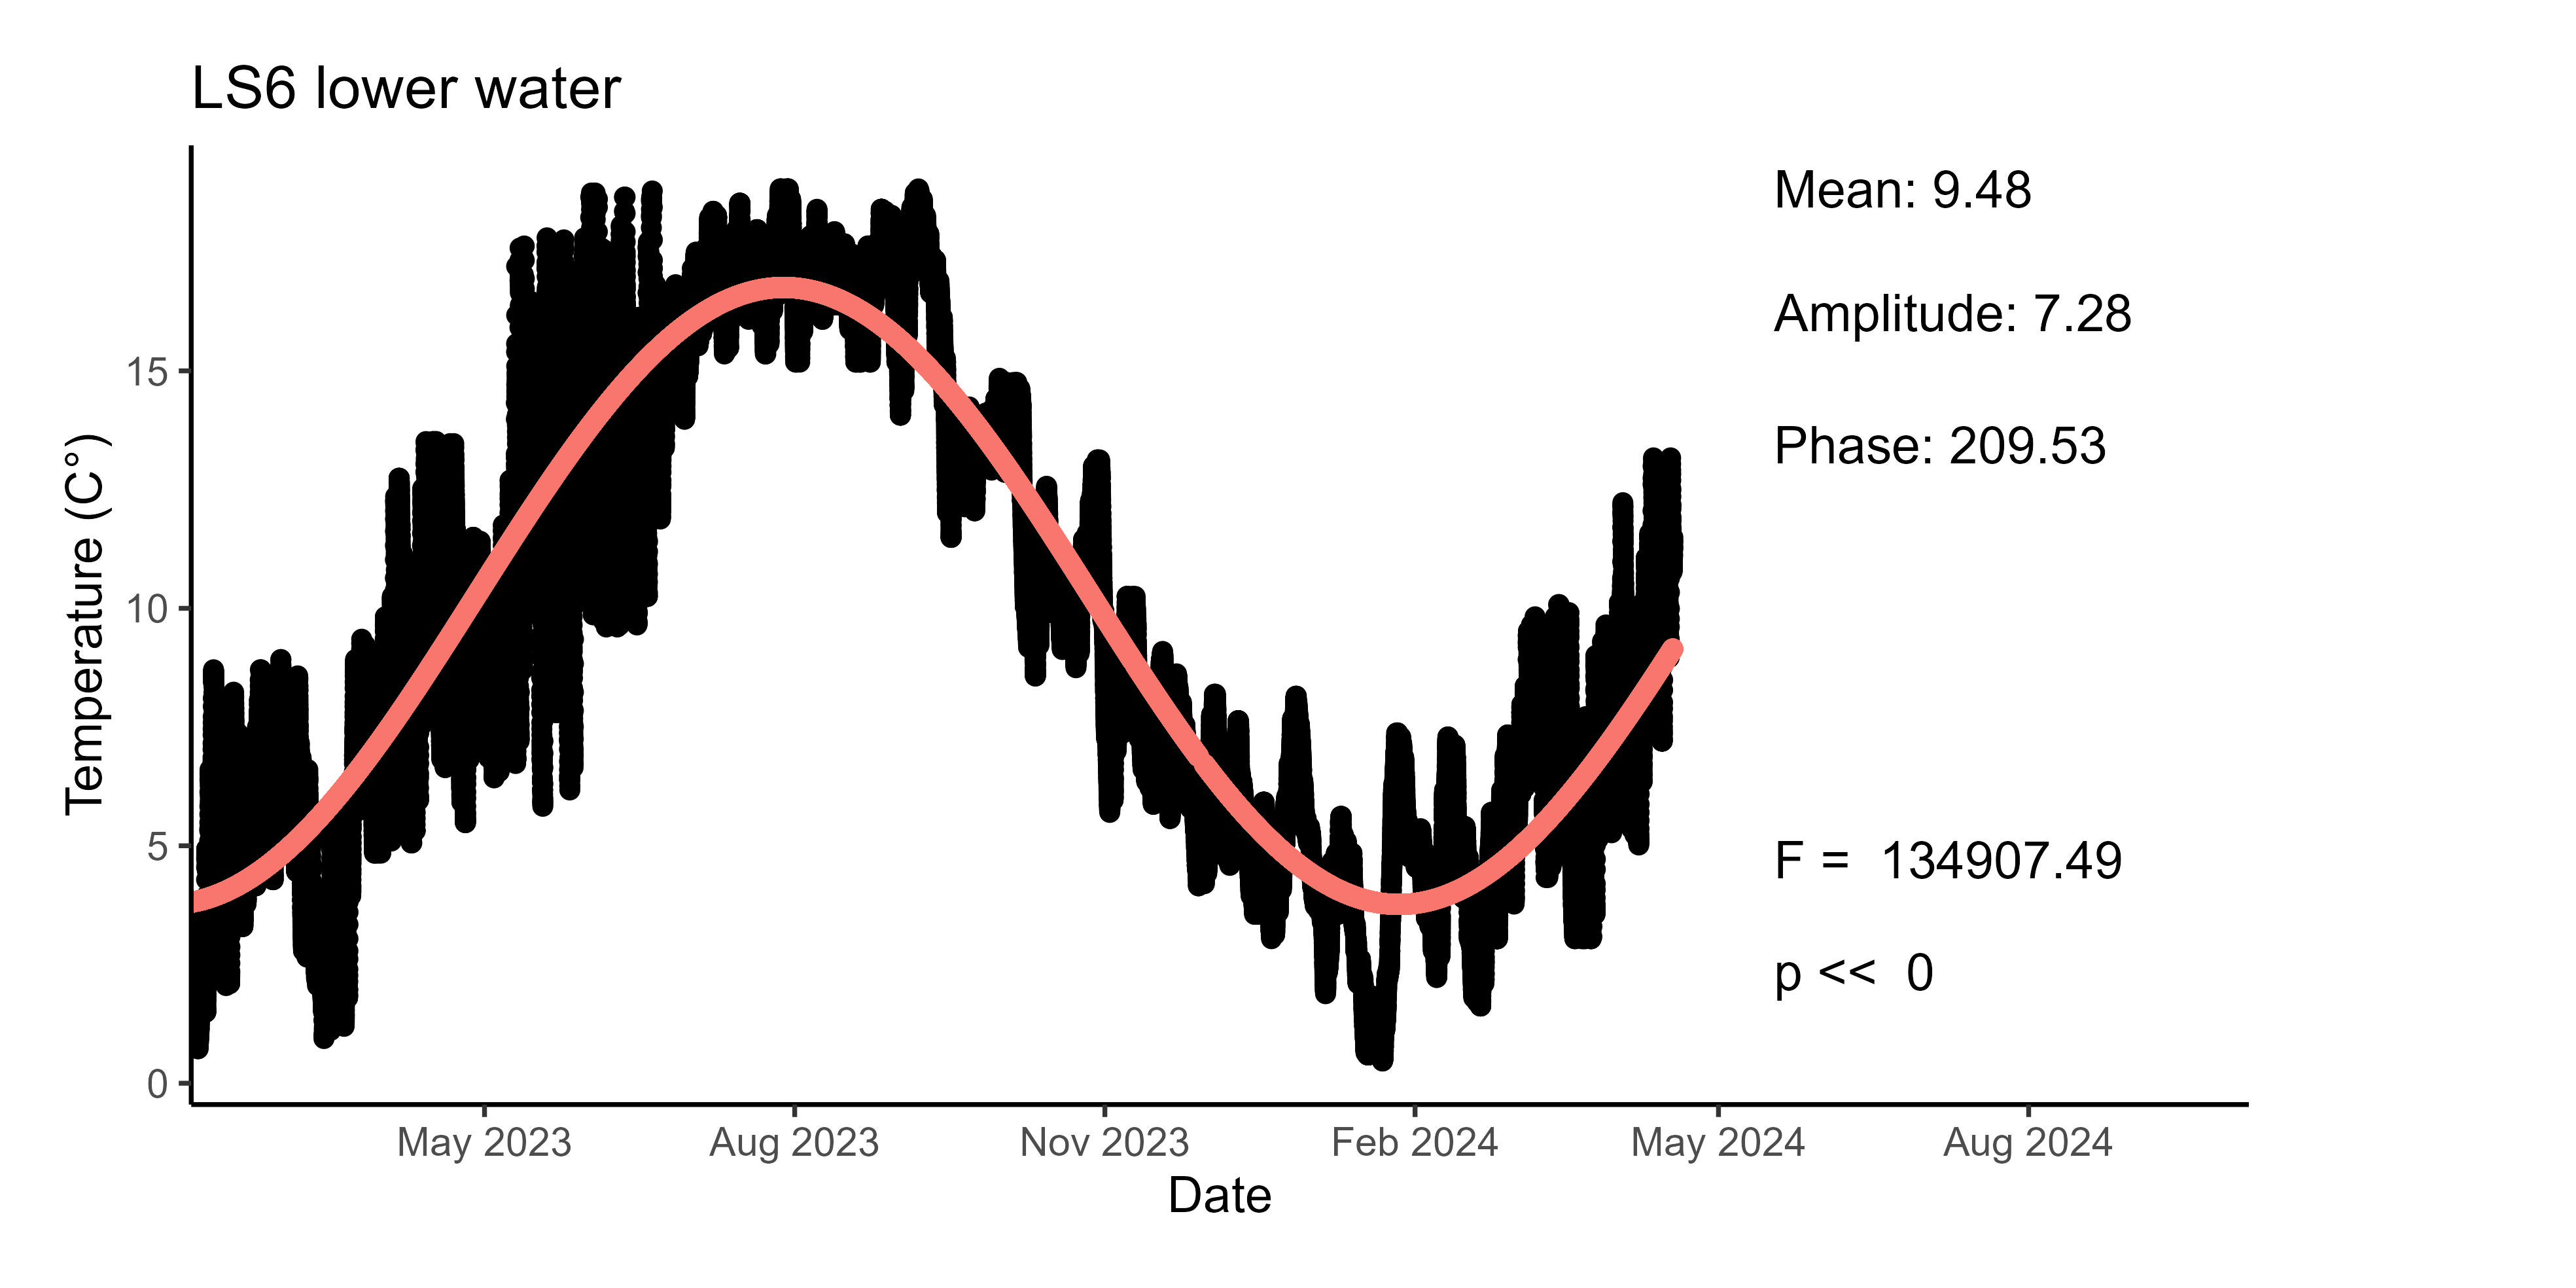 LS6 lower water
Mean: 9.48
Amplitude: 7.28
Phase: 209.53
F =  134907.49
p <<  0
Temperature (C°)
15
10
5
0
May 2023
Aug 2023
Nov 2023
Feb 2024
May 2024
Aug 2024
Date